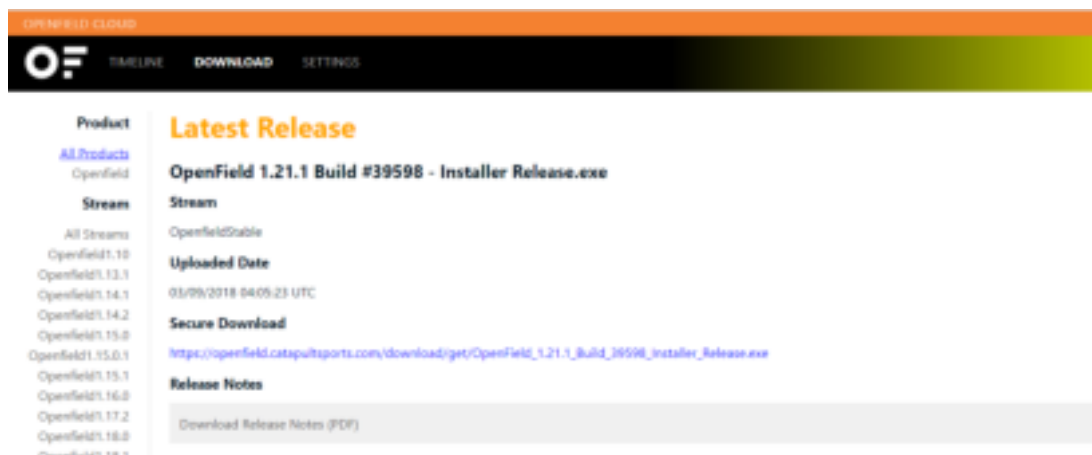 OPENFIELD CLOUD
OF TIMELINE DOWNLOAD SETTINGS
Product
All Products
Openfield
Stream
All Streams
Openfield1.10
Openfield1.13.1
Openfield1.14.1
Openfield1.14.2
Openfield1.15.0
Openfield1.15.0.1
Openfield1.15.1
Openfield1.16.0
Openfield1.17.2
Openfield1.18.0
Latest Release
OpenField 1.21.1 Build #39598 - Installer Release.exe
Stream
OpenfieldStable
Uploaded Date
03/09/2018 04:05:23 UTC
Secure Download
https://openfield.catapultsports.com/download/get/OpenField_1.21.1_Build_39598_Installer_Release.exe
Release Notes
Download Release Notes (PDF)